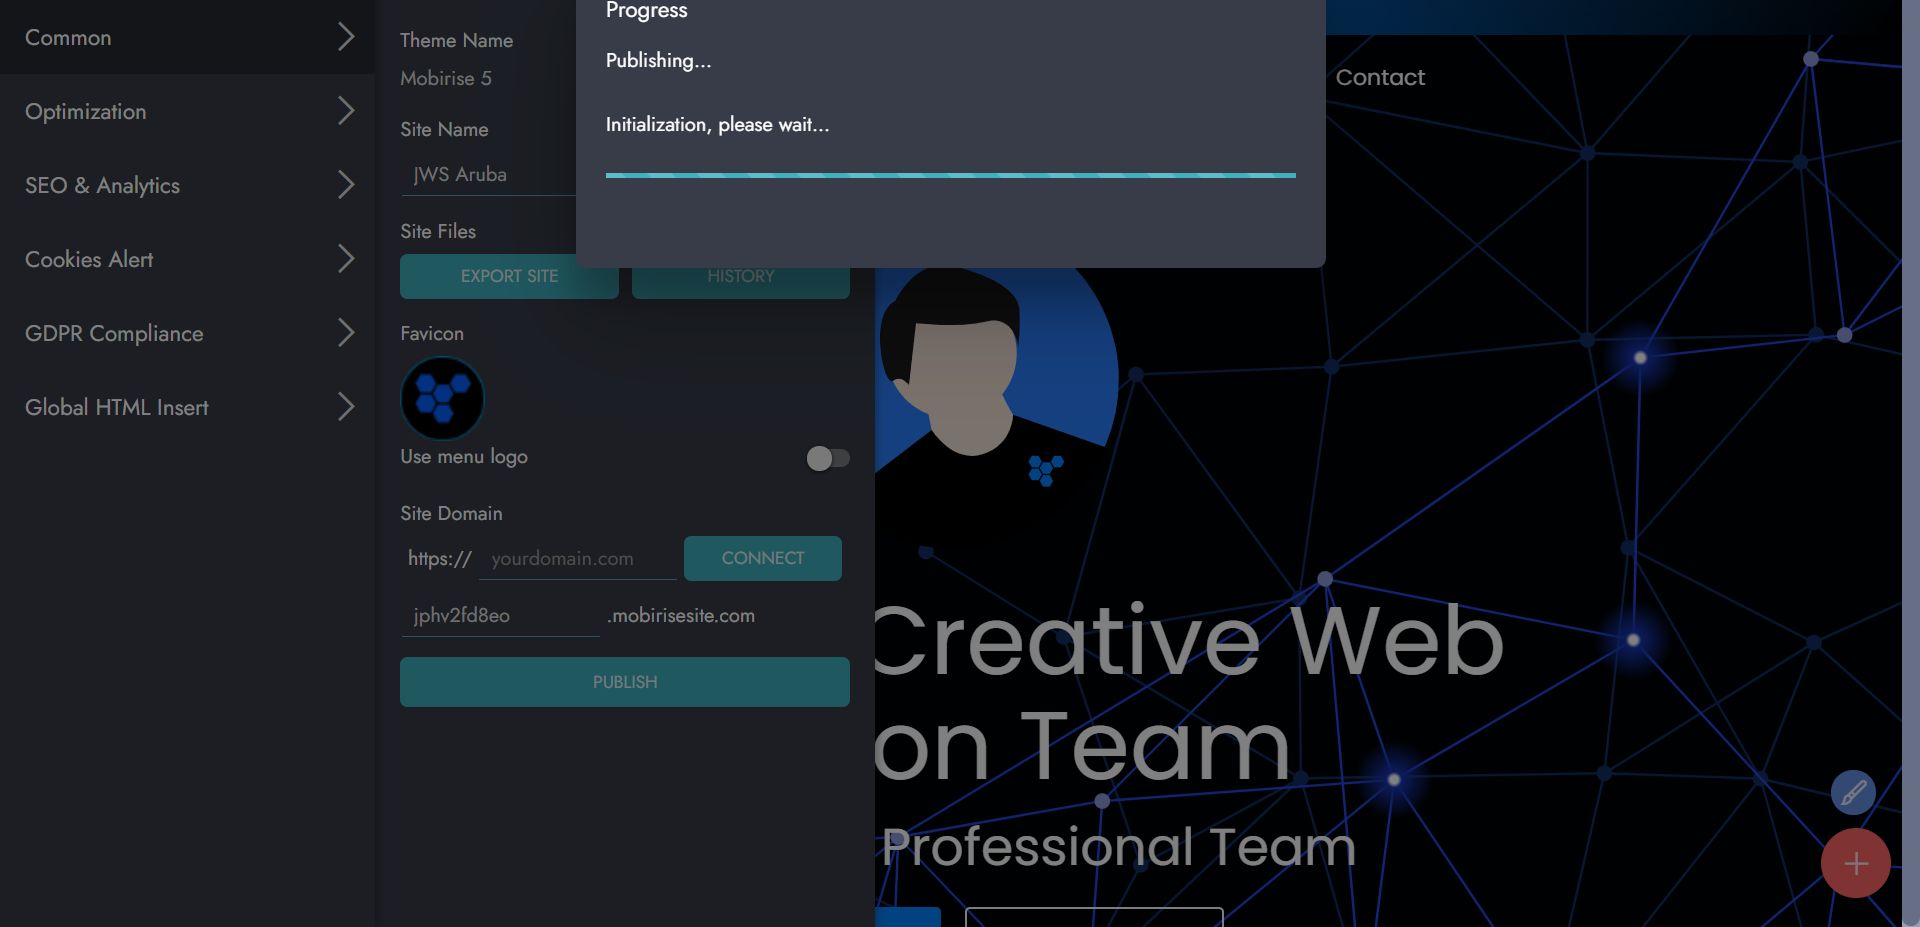 Common
Optimization
SEO & Analytics
Cookies Alert
GDPR Compliance
Global HTML Insert
Theme Name
Mobirise 5
Site Name
JWS Aruba
Site Files
EXPORT SITE
HISTORY
Favicon
Use menu logo
Site Domain
https://
yourdomain.com
CONNECT
jphv2fd8eo
.mobirisesite.com
PUBLISH
Progress
Publishing...
Initialization, please wait...
Contact
Creative Web
on Team
Professional Team